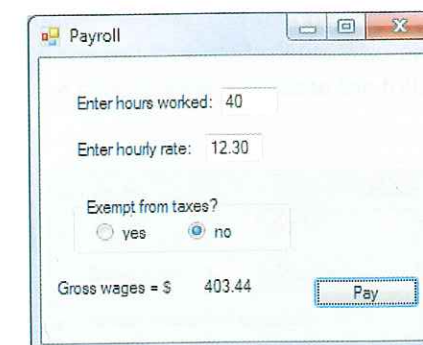 Payroll
Enter hours worked: 40
Enter hourly rate: 12.30
Exempt from taxes?
yes no
Gross wages = $ 403.44 Pay